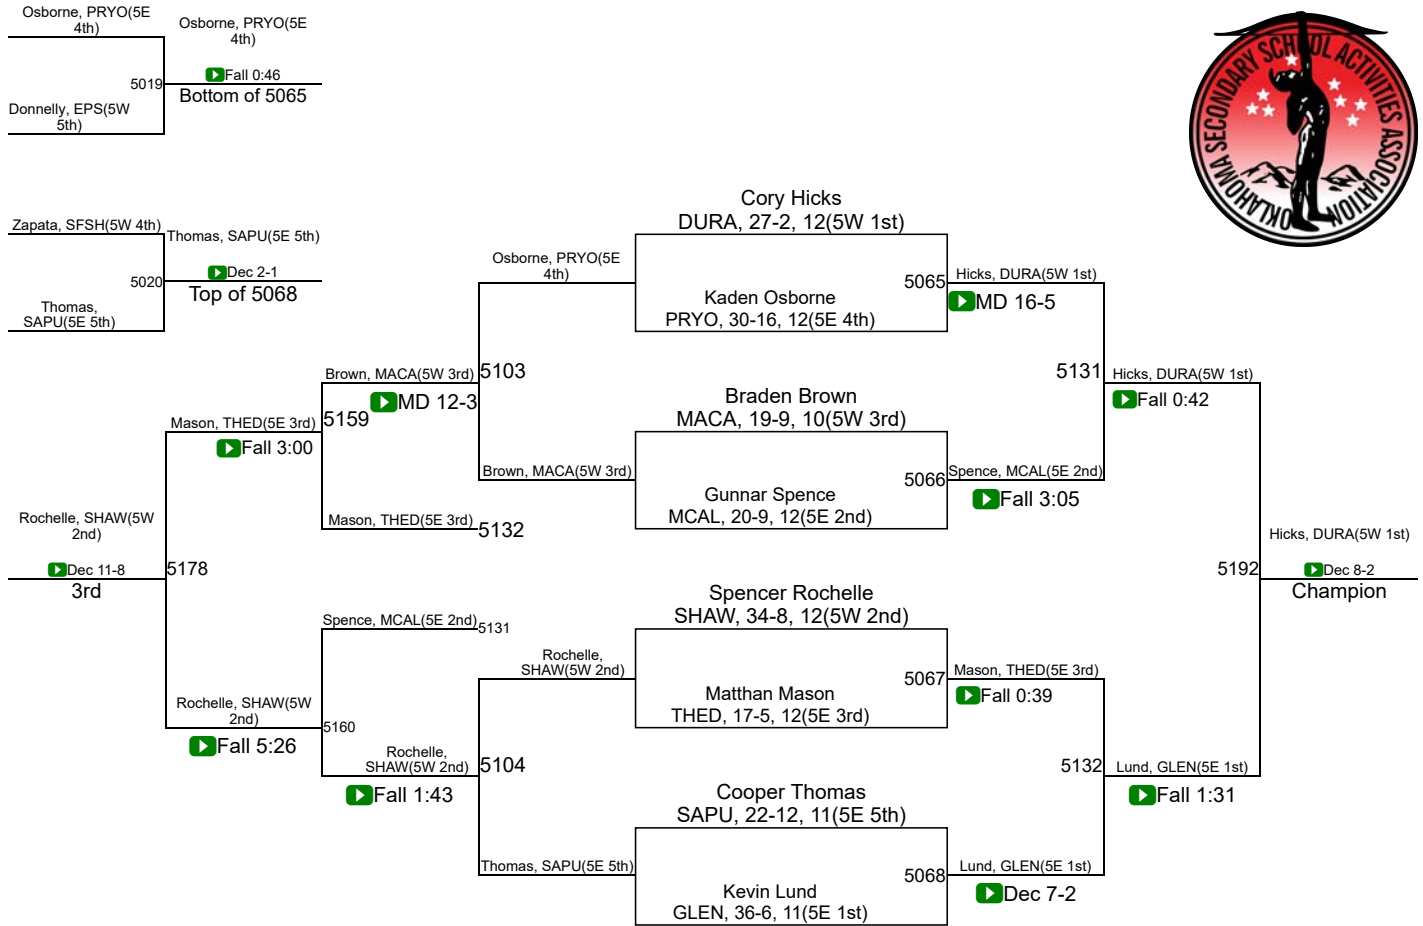 Osborne, PRYO(5E
4th)
Osborne, PRYO(5E
4th)
5019
Fall 0:46
Bottom of 5065
Donnelly, EPS(5W
5th)
OKLAHOMA SECONDARY SCHOOL ACTIVITIES ASSOCIATION
Zapata, SFSH(5W 4th)
Thomas, SAPU(5E 5th)
5020
Dec 2-1
Top of 5068
Thomas,
SAPU(5E 5th)
Cory Hicks
DURA, 27-2, 12(5W 1st)
Osborne, PRYO(5E
4th)
5065
Hicks, DURA(5W 1st)
MD 16-5
Kaden Osborne
PRYO, 30-16, 12(5E 4th)
Brown, MACA(5W 3rd)
5103
MD 12-3
5131
Hicks, DURA(5W 1st)
Fall 0:42
Braden Brown
MACA, 19-9, 10(5W 3rd)
Mason, THED(5E 3rd)
5159
Fall 3:00
Brown, MACA(5W 3rd)
5066
Spence, MCAL(5E 2nd)
Fall 3:05
Gunnar Spence
MCAL, 20-9, 12(5E 2nd)
Mason, THED(5E 3rd)
5132
Rochelle, SHAW(5W
2nd)
Dec 11-8
3rd
5178
5192
Hicks, DURA(5W 1st)
Dec 8-2
Champion
Spencer Rochelle
SHAW, 34-8, 12(5W 2nd)
Spence, MCAL(5E 2nd)
5131
Rochelle,
SHAW(5W 2nd)
5067
Mason, THED(5E 3rd)
Fall 0:39
Matthan Mason
THED, 17-5, 12(5E 3rd)
Rochelle, SHAW(5W
2nd)
5160
Fall 5:26
Rochelle,
SHAW(5W 2nd)
5104
Fall 1:43
5132
Lund, GLEN(5E 1st)
Fall 1:31
Cooper Thomas
SAPU, 22-12, 11(5E 5th)
Thomas, SAPU(5E 5th)
5068
Lund, GLEN(5E 1st)
Dec 7-2
Kevin Lund
GLEN, 36-6, 11(5E 1st)